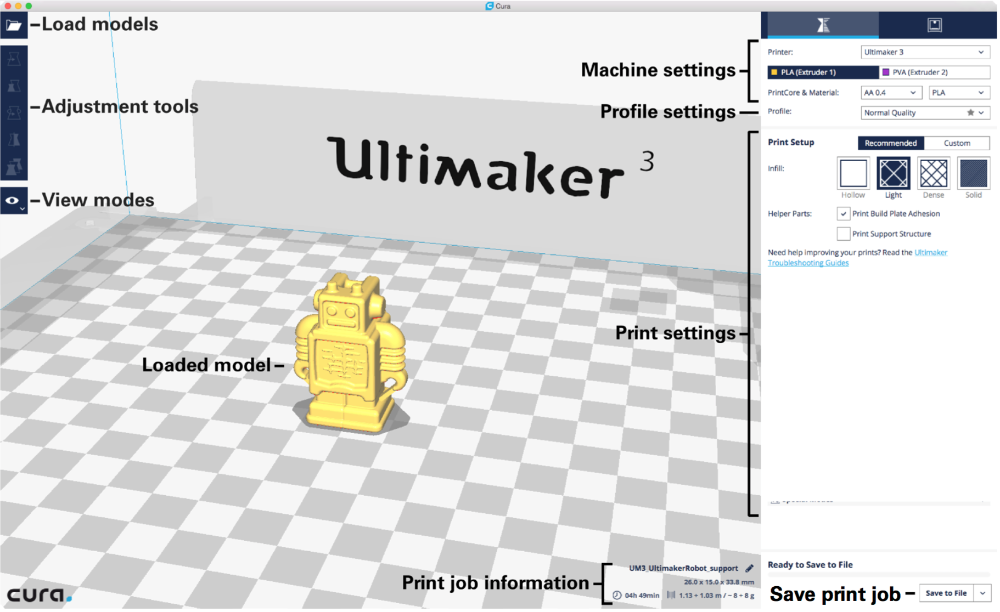 Cura
Load models
Adjustment tools
View modes
Ultimaker 3
Loaded model
Machine settings
Profile settings
Print settings
Print job information
UM3_UltimakerRobot_support
26.0 x 15.0 x 33.8 mm
04h 49min 1.13 + 1.03 m / ~ 8 + 8 g
cura.
Printer: Ultimaker 3
PLA (Extruder 1) PVA (Extruder 2)
PrintCore & Material: AA 0.4 PLA
Profile: Normal Quality
Print Setup Recommended Custom
Infill:
Hollow Light Dense Solid
Helper Parts: Print Build Plate Adhesion
Print Support Structure
Need help improving your prints? Read the Ultimaker
Troubleshooting Guides
Ready to Save to File
Save print job Save to File